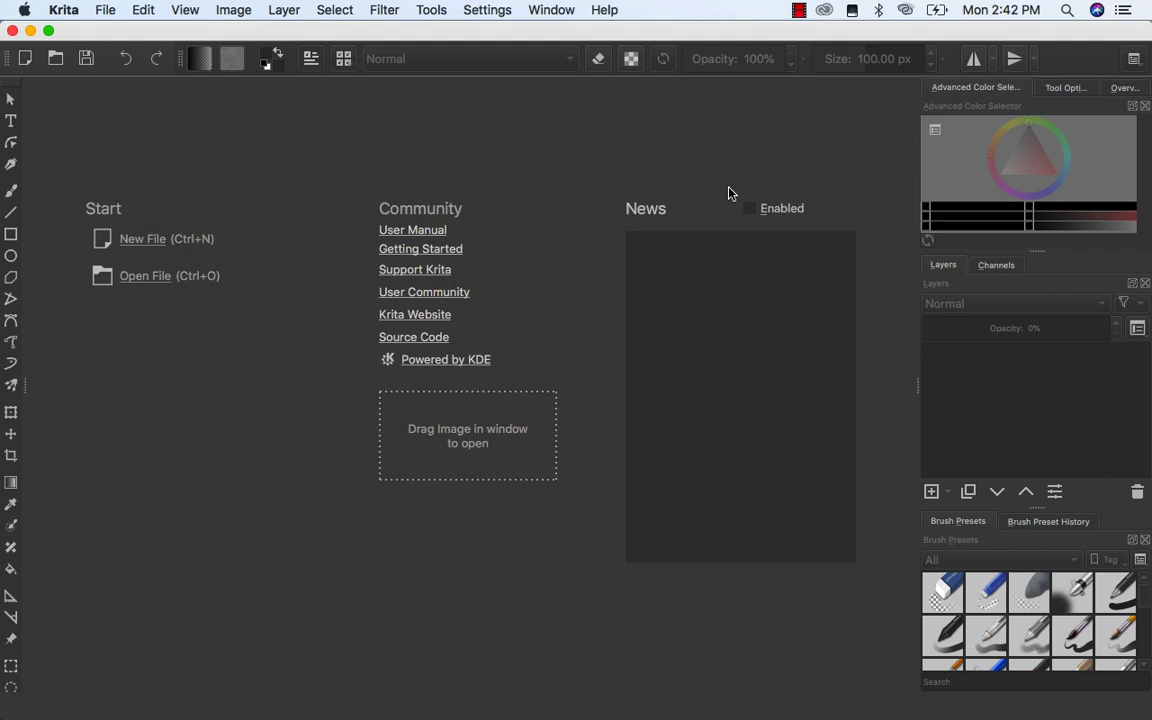 Krita File Edit View Image Layer Select Filter Tools Settings Window Help Mon 2:42 PM
Normal Opacity: 100% Size: 100.00 px
Advanced Color Sele... Tool Opti... Overv...
Advanced Color Selector
Start
New File (Ctrl+N)
Open File (Ctrl+O)
Community
User Manual
Getting Started
Support Krita
User Community
Krita Website
Source Code
Powered by KDE
Drag Image in window
to open
News Enabled
Layers Channels
Layers
Normal
Opacity: 0%
Brush Presets Brush Preset History
Brush Presets
All Tag
Search